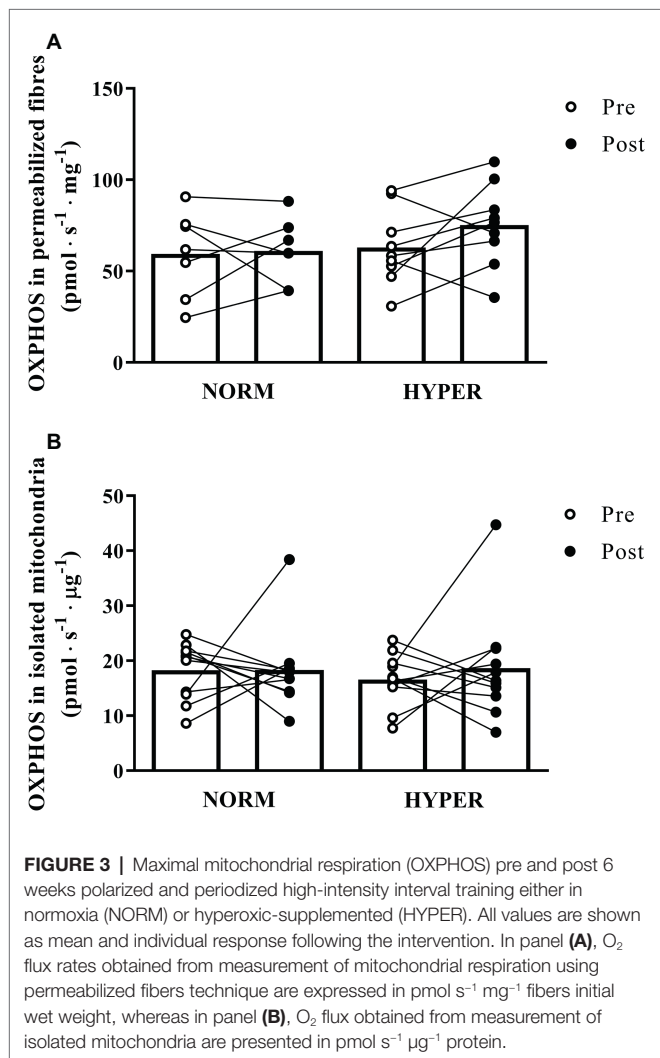 A
OXPHOS in permeabilized fibres
(pmol · s⁻¹ · mg⁻¹)
150
100
50
0
Pre
Post
NORM
HYPER
B
OXPHOS in isolated mitochondria
(pmol · s⁻¹ · µg⁻¹)
50
40
30
20
10
0
Pre
Post
NORM
HYPER
FIGURE 3 | Maximal mitochondrial respiration (OXPHOS) pre and post 6
weeks polarized and periodized high-intensity interval training either in
normoxia (NORM) or hyperoxic-supplemented (HYPER). All values are shown
as mean and individual response following the intervention. In panel (A), O₂
flux rates obtained from measurement of mitochondrial respiration using
permeabilized fibers technique are expressed in pmol s⁻¹ mg⁻¹ fibers initial
wet weight, whereas in panel (B), O₂ flux obtained from measurement of
isolated mitochondria are presented in pmol s⁻¹ µg⁻¹ protein.